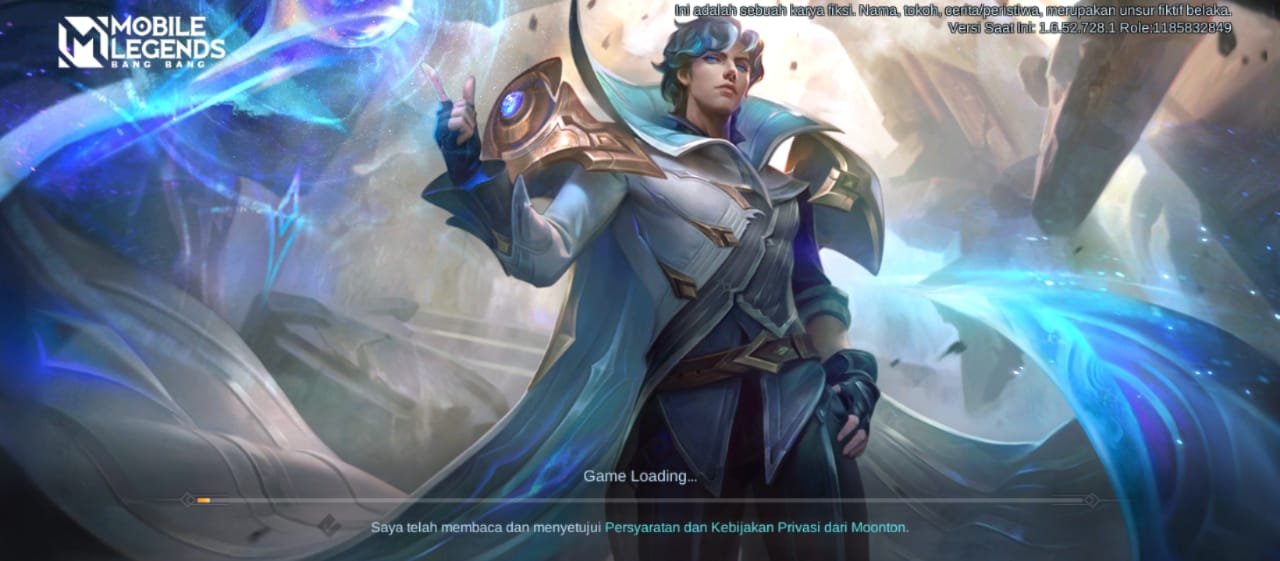 MOBILE
LEGENDS
BANG BANG
Ini adalah sebuah karya fiksi. Nama, tokoh, cerita/peristiwa, merupakan unsur fiktif belaka.
Versi Saat Ini: 1.6.52.728.1 Role:1185832849
Game Loading...
Saya telah membaca dan menyetujui Persyaratan dan Kebijakan Privasi dari Moonton.